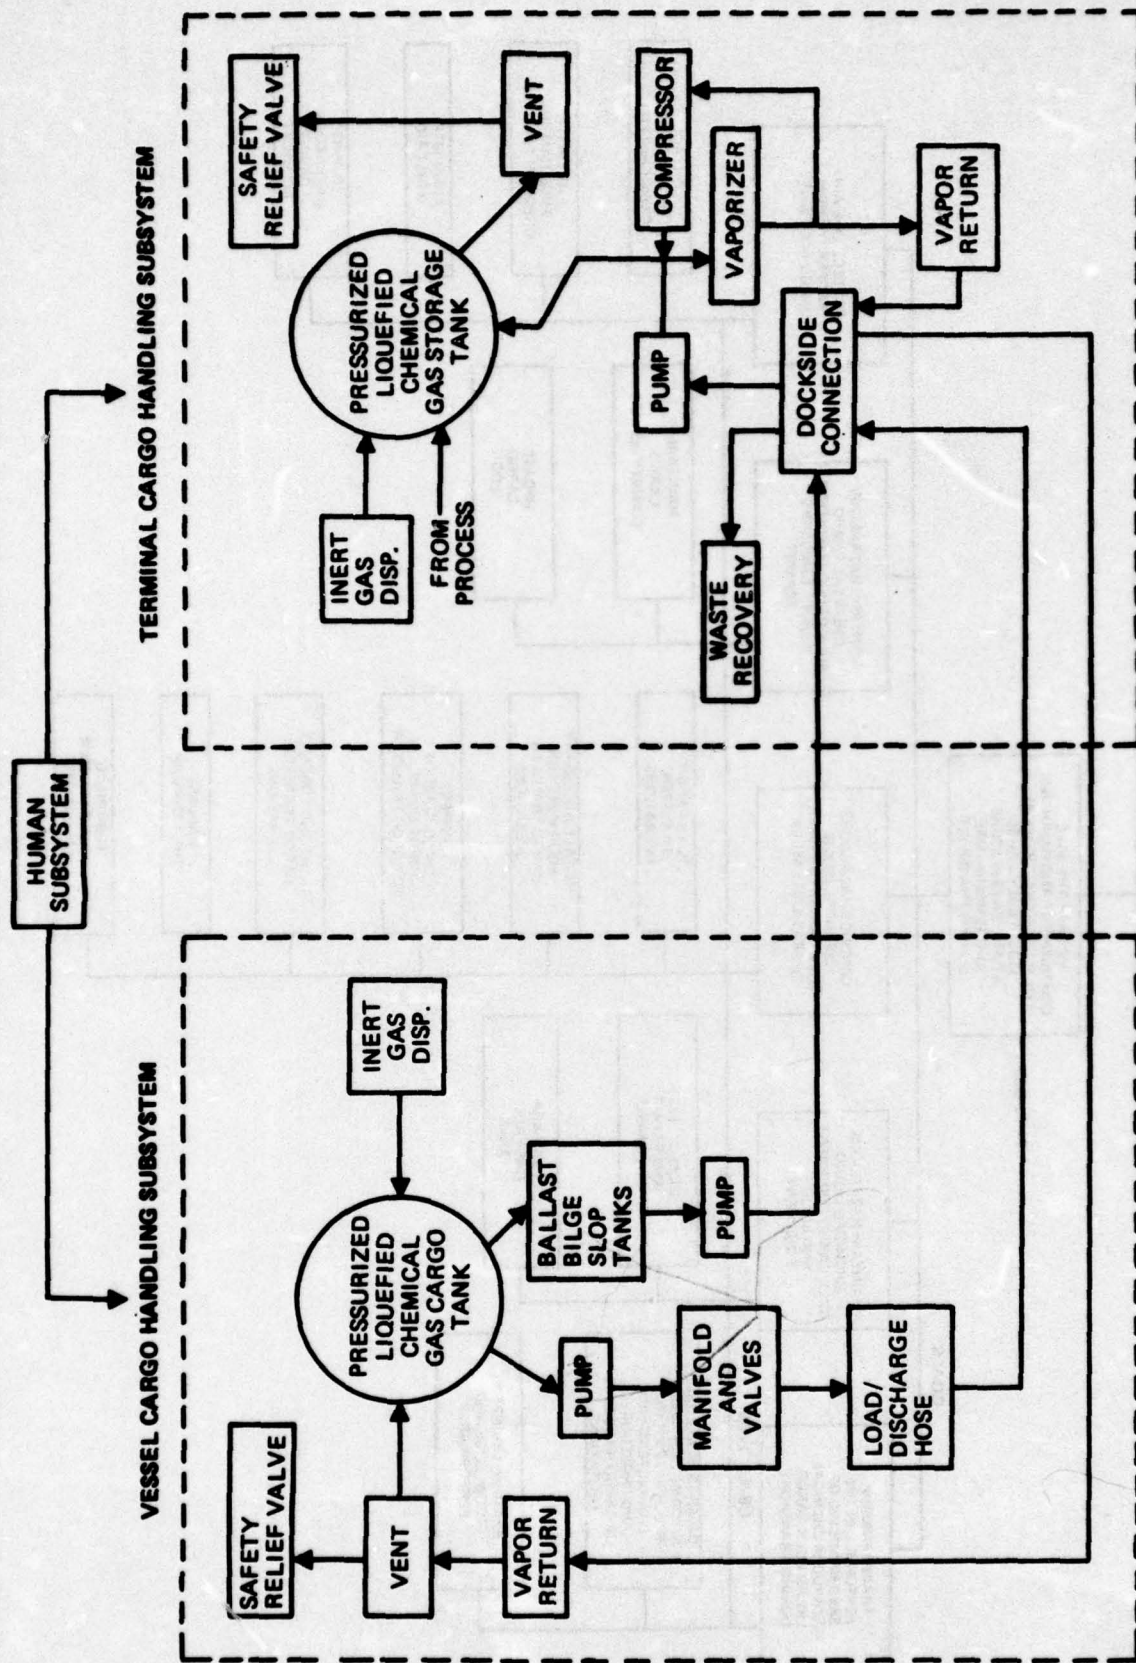 HUMAN
SUBSYSTEM
VESSEL CARGO HANDLING SUBSYSTEM
SAFETY
RELIEF VALVE
VENT
VAPOR
RETURN
PRESSURIZED
LIQUEFIED
CHEMICAL
GAS CARGO
TANK
INERT
GAS
DISP.
PUMP
MANIFOLD
AND
VALVES
LOAD/
DISCHARGE
HOSE
BALLAST
BILGE
SLOP
TANKS
PUMP
TERMINAL CARGO HANDLING SUBSYSTEM
INERT
GAS
DISP.
FROM
PROCESS
PRESSURIZED
LIQUEFIED
CHEMICAL
GAS STORAGE
TANK
SAFETY
RELIEF VALVE
VENT
WASTE
RECOVERY
PUMP
COMPRESSOR
VAPORIZER
DOCKSIDE
CONNECTION
VAPOR
RETURN